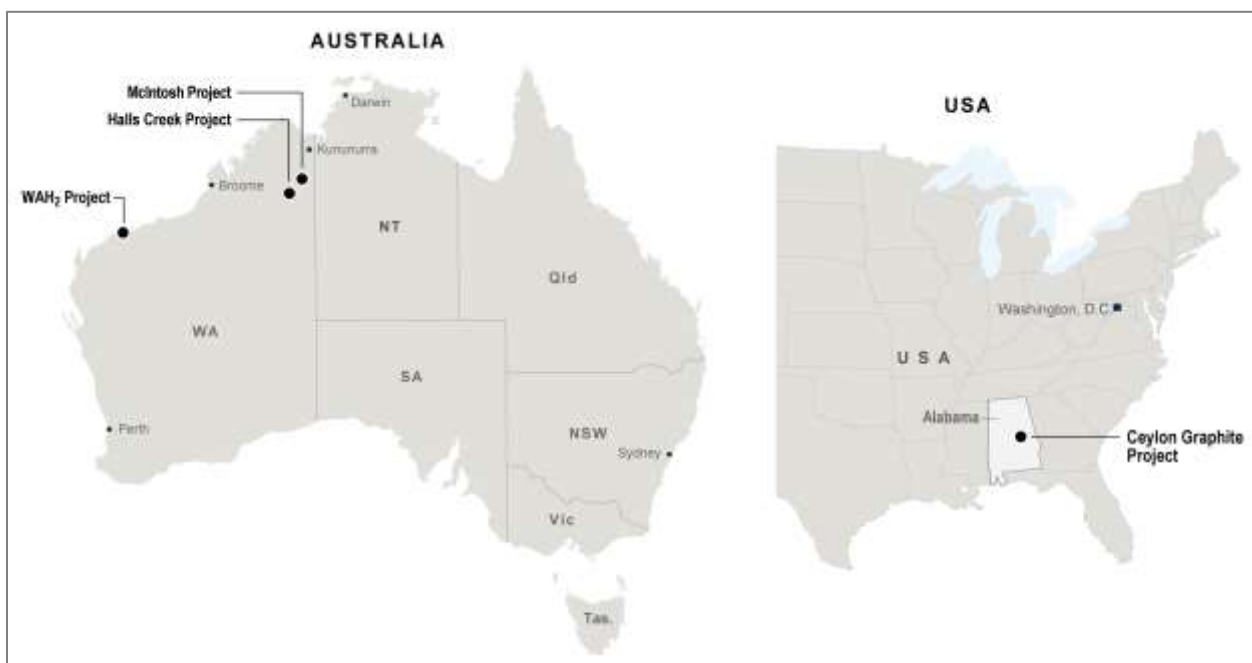 AUSTRALIA
McIntosh Project
Halls Creek Project
WAH₂ Project
Darwin
Kununurra
Broome
NT
Qld
WA
SA
Perth
NSW
Sydney
Vic
Tas.
USA
Washington, D.C.
USA
Alabama
Ceylon Graphite
Project